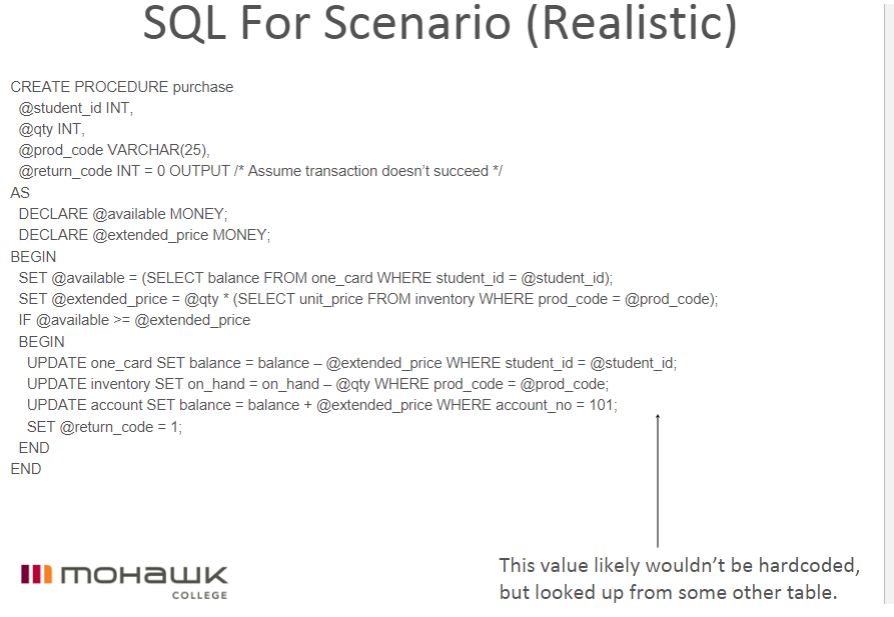 SQL For Scenario (Realistic)
CREATE PROCEDURE purchase
@student_id INT,
@qty INT,
@prod_code VARCHAR(25),
@return_code INT = 0 OUTPUT /* Assume transaction doesn’t succeed */
AS
DECLARE @available MONEY;
DECLARE @extended_price MONEY;
BEGIN
SET @available = (SELECT balance FROM one_card WHERE student_id = @student_id);
SET @extended_price = @qty * (SELECT unit_price FROM inventory WHERE prod_code = @prod_code);
IF @available >= @extended_price
BEGIN
UPDATE one_card SET balance = balance – @extended_price WHERE student_id = @student_id;
UPDATE inventory SET on_hand = on_hand – @qty WHERE prod_code = @prod_code;
UPDATE account SET balance = balance + @extended_price WHERE account_no = 101;
SET @return_code = 1;
END
END
This value likely wouldn’t be hardcoded,
but looked up from some other table.
mohawk
COLLEGE